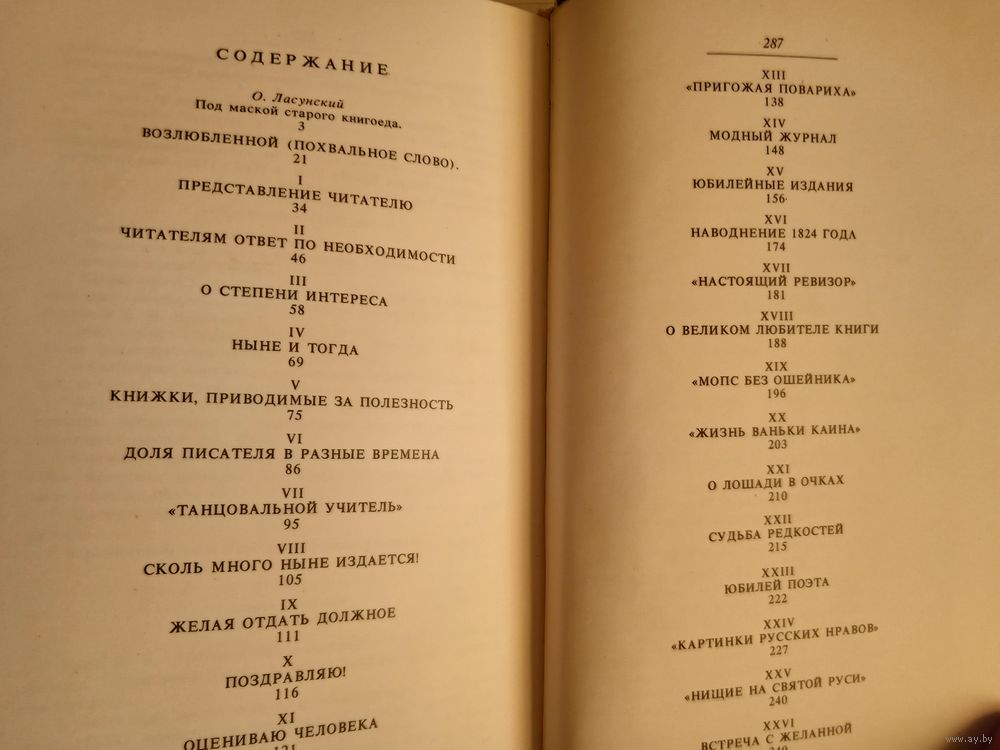 СОДЕРЖАНИЕ
О. Ласунский
Под маской старого книгоеда.
3
ВОЗЛЮБЛЕННОЙ (ПОХВАЛЬНОЕ СЛОВО).
21
I
ПРЕДСТАВЛЕНИЕ ЧИТАТЕЛЮ
34
II
ЧИТАТЕЛЯМ ОТВЕТ ПО НЕОБХОДИМОСТИ
46
III
О СТЕПЕНИ ИНТЕРЕСА
58
IV
НЫНЕ И ТОГДА
69
V
КНИЖКИ, ПРИВОДИМЫЕ ЗА ПОЛЕЗНОСТЬ
75
VI
ДОЛЯ ПИСАТЕЛЯ В РАЗНЫЕ ВРЕМЕНА
86
VII
«ТАНЦОВАЛЬНОЙ УЧИТЕЛЬ»
95
VIII
СКОЛЬ МНОГО НЫНЕ ИЗДАЕТСЯ!
105
IX
ЖЕЛАЯ ОТДАТЬ ДОЛЖНОЕ
111
X
ПОЗДРАВЛЯЮ!
116
XI
ОЦЕНИВАЮ ЧЕЛОВЕКА
287
XIII
«ПРИГОЖАЯ ПОВАРИХА»
138
XIV
МОДНЫЙ ЖУРНАЛ
148
XV
ЮБИЛЕЙНЫЕ ИЗДАНИЯ
156
XVI
НАВОДНЕНИЕ 1824 ГОДА
174
XVII
«НАСТОЯЩИЙ РЕВИЗОР»
181
XVIII
О ВЕЛИКОМ ЛЮБИТЕЛЕ КНИГИ
188
XIX
«МОПС БЕЗ ОШЕЙНИКА»
196
XX
«ЖИЗНЬ ВАНЬКИ КАИНА»
203
XXI
О ЛОШАДИ В ОЧКАХ
210
XXII
СУДЬБА РЕДКОСТЕЙ
215
XXIII
ЮБИЛЕЙ ПОЭТА
222
XXIV
«КАРТИНКИ РУССКИХ НРАВОВ»
227
XXV
«НИЩИЕ НА СВЯТОЙ РУСИ»
240
XXVI
ВСТРЕЧА С ЖЕЛАННОЙ
www.ay.by